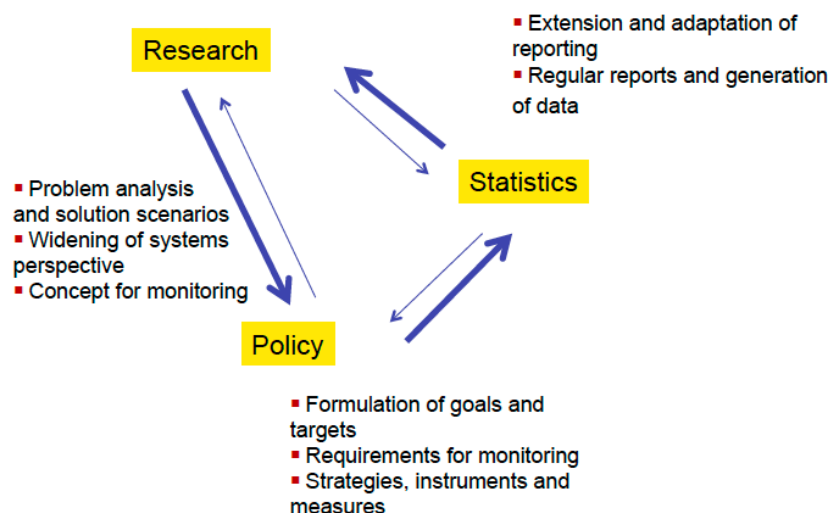 Research
▪ Extension and adaptation of
reporting
▪ Regular reports and generation
of data
Statistics
▪ Problem analysis
and solution scenarios
▪ Widening of systems
perspective
▪ Concept for monitoring
Policy
▪ Formulation of goals and
targets
▪ Requirements for monitoring
▪ Strategies, instruments and
measures